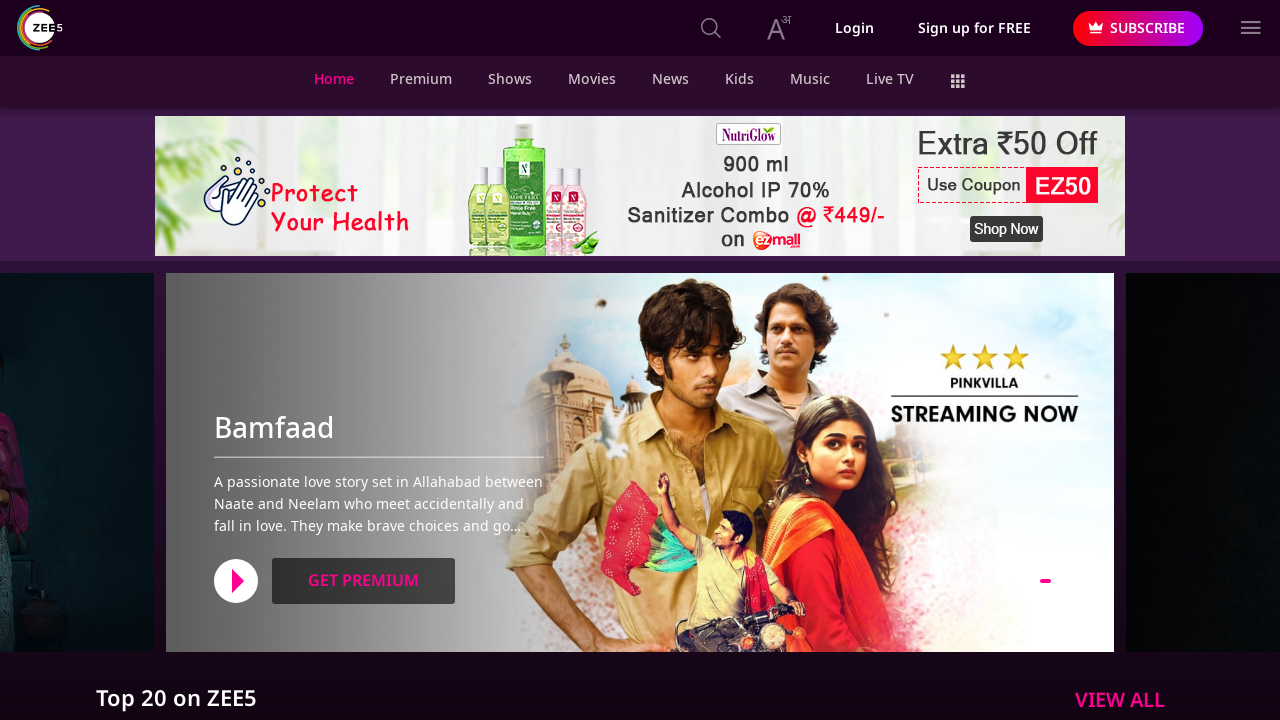 ZEE5
Aअ
Login
Sign up for FREE
SUBSCRIBE
Home
Premium
Shows
Movies
News
Kids
Music
Live TV
Protect
Your Health
NutriGlow
900 ml
Alcohol IP 70%
Sanitizer Combo @ ₹449/-
on ezmall
Extra ₹50 Off
Use Coupon EZ50
Shop Now
Bamfaad
A passionate love story set in Allahabad between
Naate and Neelam who meet accidentally and
fall in love. They make brave choices and go...
GET PREMIUM
PINKVILLA
STREAMING NOW
Top 20 on ZEE5
VIEW ALL